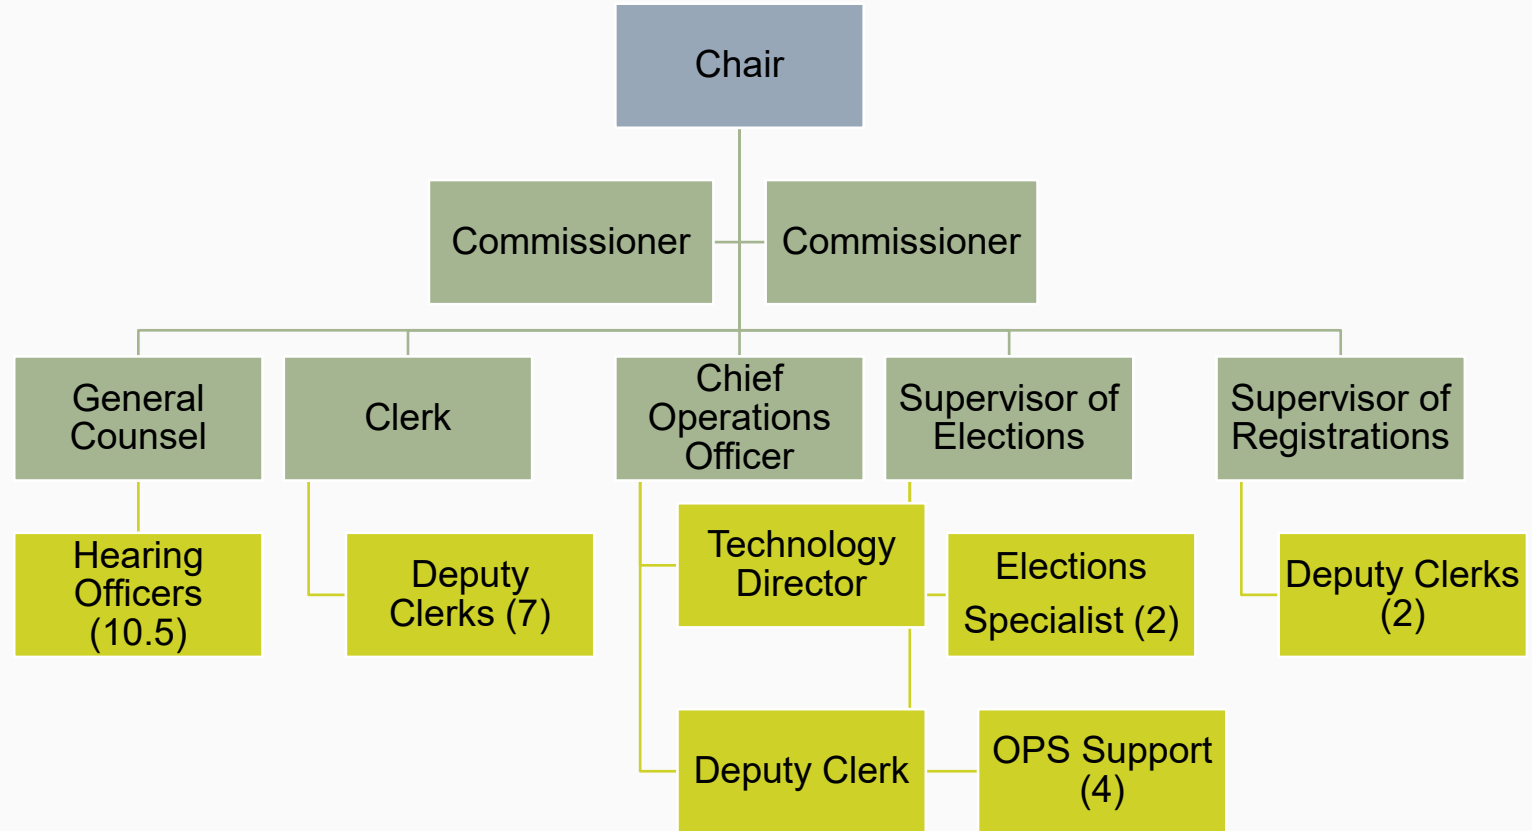 Chair
Commissioner
Commissioner
General
Counsel
Clerk
Chief
Operations
Officer
Supervisor of
Elections
Supervisor of
Registrations
Hearing
Officers
(10.5)
Deputy
Clerks (7)
Technology
Director
Elections
Specialist (2)
Deputy Clerks
(2)
Deputy Clerk
OPS Support
(4)